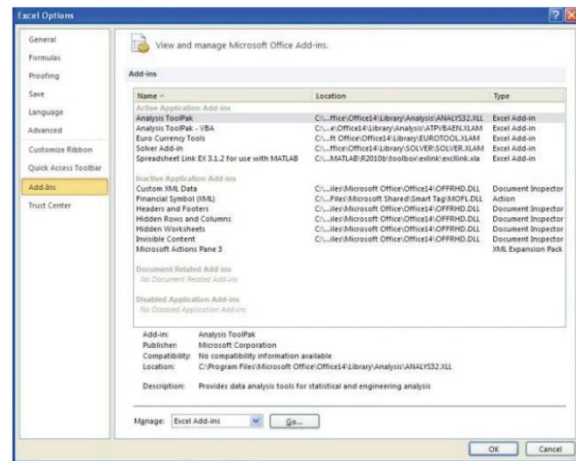 Excel Options
General
Formulas
Proofing
Save
Language
Advanced
Customize Ribbon
Quick Access Toolbar
Add-Ins
Trust Center
View and manage Microsoft Office Add-ins.
Add-ins
Name Location Type
Active Application Add-ins
Analysis ToolPak C:\...ffice\Office14\Library\Analysis\ANALYS32.XLL Excel Add-in
Analysis ToolPak - VBA C:\...e\Office14\Library\Analysis\ATPVBAEN.XLAM Excel Add-in
Euro Currency Tools C:\...ft Office\Office14\Library\EUROTOOL.XLAM Excel Add-in
Solver Add-in C:\...ffice\Office14\Library\SOLVER\SOLVER.XLAM Excel Add-in
Spreadsheet Link EX 3.1.2 for use with MATLAB C:\...MATLAB\R2010b\toolbox\exlink\excllink.xla Excel Add-in
Inactive Application Add-ins
Custom XML Data C:\...iles\Microsoft Office\Office14\OFFRHD.DLL Document Inspector
Financial Symbol (XML) C:\...Files\Microsoft Shared\Smart Tag\MOFL.DLL Action
Headers and Footers C:\...iles\Microsoft Office\Office14\OFFRHD.DLL Document Inspector
Hidden Rows and Columns C:\...iles\Microsoft Office\Office14\OFFRHD.DLL Document Inspector
Hidden Worksheets C:\...iles\Microsoft Office\Office14\OFFRHD.DLL Document Inspector
Invisible Content C:\...iles\Microsoft Office\Office14\OFFRHD.DLL Document Inspector
Microsoft Actions Pane 3 XML Expansion Pack
Document Related Add-ins
No Document Related Add-ins
Disabled Application Add-ins
No Disabled Application Add-ins
Add-in: Analysis ToolPak
Publisher: Microsoft Corporation
Compatibility: No compatibility information available
Location: C:\Program Files\Microsoft Office\Office14\Library\Analysis\ANALYS32.XLL
Description: Provides data analysis tools for statistical and engineering analysis
Manage: Excel Add-ins Go...
OK Cancel